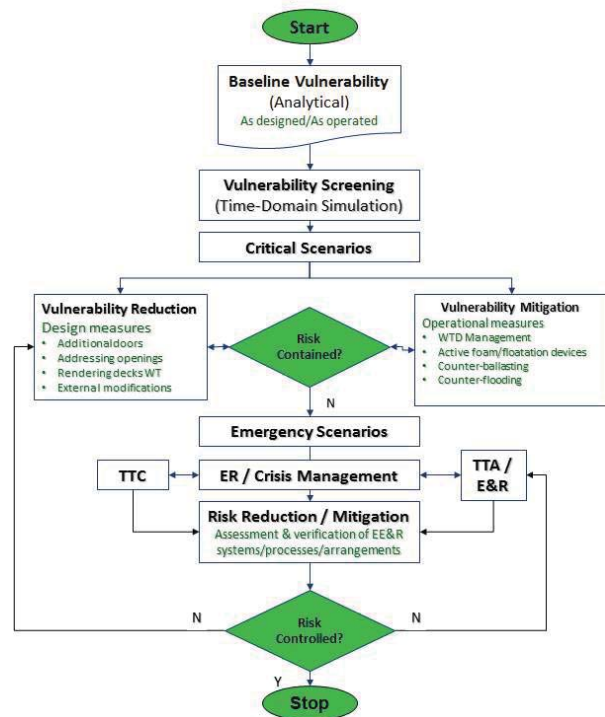 Start
Baseline Vulnerability
(Analytical)
As designed/As operated
Vulnerability Screening
(Time-Domain Simulation)
Critical Scenarios
Vulnerability Reduction
Design measures
• Additional doors
• Addressing openings
• Rendering decks WT
• External modifications
Risk
Contained?
Vulnerability Mitigation
Operational measures
• WTD Management
• Active foam/floatation devices
• Counter-ballasting
• Counter-flooding
N
Emergency Scenarios
TTC
ER / Crisis Management
TTA /
E&R
Risk Reduction / Mitigation
Assessment & verification of EE&R
systems/processes/arrangements
N
Risk
Controlled?
N
Y
Stop